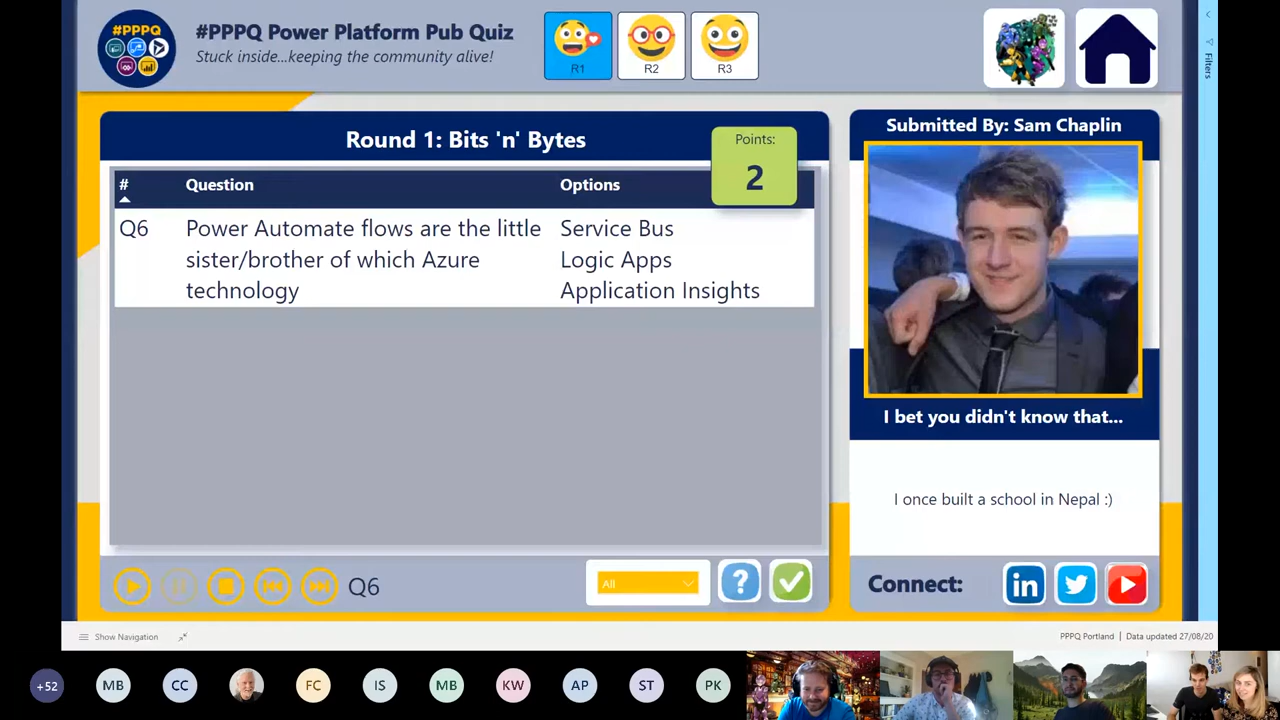 #PPPQ
#PPPQ Power Platform Pub Quiz
Stuck inside...keeping the community alive!
R1
R2
R3
Filters
Round 1: Bits 'n' Bytes
Points:
2
# Question Options
Q6 Power Automate flows are the little
sister/brother of which Azure
technology
Service Bus
Logic Apps
Application Insights
Submitted By: Sam Chaplin
I bet you didn't know that...
I once built a school in Nepal :)
Q6
All
?
Connect:
in
Show Navigation
PPPQ Portland | Data updated 27/08/20
+52 MB CC FC IS MB KW AP ST PK